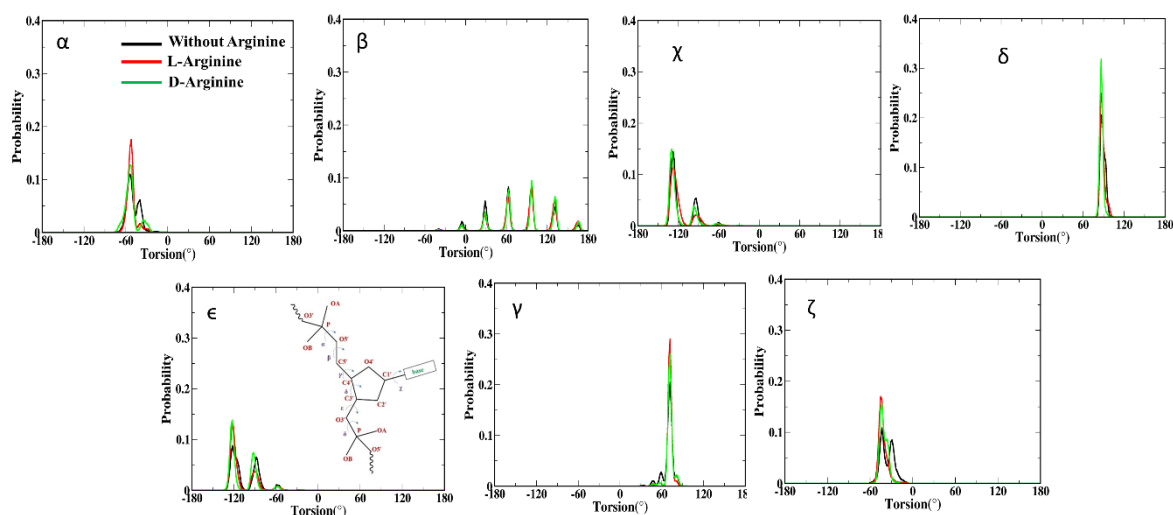 α
Without Arginine
L-Arginine
D-Arginine
Probability
0.4
0.3
0.2
0.1
0
-180 -120 -60 0 60 120 180
Torsion(°)
β
Probability
0.4
0.3
0.2
0.1
0
-180 -120 -60 0 60 120 180
Torsion(°)
χ
Probability
0.4
0.3
0.2
0.1
0
-180 -120 -60 0 60 120 18
Torsion(°)
δ
Probability
0.4
0.3
0.2
0.1
0
-180 -120 -60 0 60 120 180
Torsion(°)
ϵ
Probability
0.4
0.3
0.2
0.1
0
-180 -120 -60 0 60 120 180
Torsion(°)
OA
O3'
P
OB
α
O5'
β
C5'
O4'
γ
C1'
base
C4'
χ
C3'
C2'
ε
O3'
P
OA
OB
O5'
γ
Probability
0.4
0.3
0.2
0.1
0
-180 -120 -60 0 60 120 180
Torsion(°)
ζ
Probability
0.4
0.3
0.2
0.1
0
-180 -120 -60 0 60 120 180
Torsion(°)